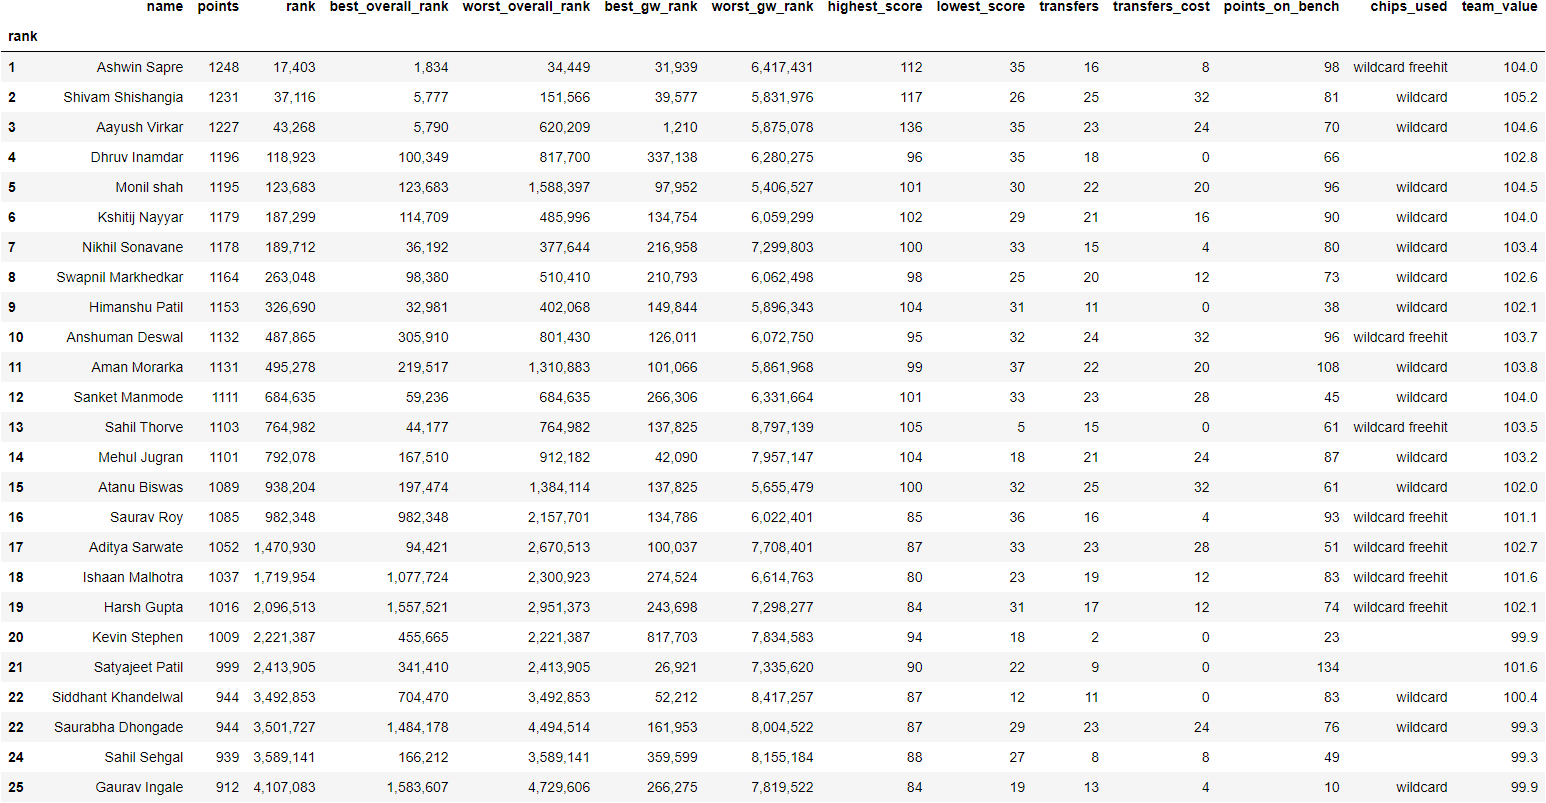 name points rank best_overall_rank worst_overall_rank best_gw_rank worst_gw_rank highest_score lowest_score transfers transfers_cost points_on_bench chips_used team_value
rank
1 Ashwin Sapre 1248 17,403 1,834 34,449 31,939 6,417,431 112 35 16 8 98 wildcard freehit 104.0
2 Shivam Shishangia 1231 37,116 5,777 151,566 39,577 5,831,976 117 26 25 32 81 wildcard 105.2
3 Aayush Virkar 1227 43,268 5,790 620,209 1,210 5,875,078 136 35 23 24 70 wildcard 104.6
4 Dhruv Inamdar 1196 118,923 100,349 817,700 337,138 6,280,275 96 35 18 0 66 102.8
5 Monil shah 1195 123,683 123,683 1,588,397 97,952 5,406,527 101 30 22 20 96 wildcard 104.5
6 Kshitij Nayyar 1179 187,299 114,709 485,996 134,754 6,059,299 102 29 21 16 90 wildcard 104.0
7 Nikhil Sonavane 1178 189,712 36,192 377,644 216,958 7,299,803 100 33 15 4 80 wildcard 103.4
8 Swapnil Markhedkar 1164 263,048 98,380 510,410 210,793 6,062,498 98 25 20 12 73 wildcard 102.6
9 Himanshu Patil 1153 326,690 32,981 402,068 149,844 5,896,343 104 31 11 0 38 wildcard 102.1
10 Anshuman Deswal 1132 487,865 305,910 801,430 126,011 6,072,750 95 32 24 32 96 wildcard freehit 103.7
11 Aman Morarka 1131 495,278 219,517 1,310,883 101,066 5,861,968 99 37 22 20 108 wildcard 103.8
12 Sanket Manmode 1111 684,635 59,236 684,635 266,306 6,331,664 101 33 23 28 45 wildcard 104.0
13 Sahil Thorve 1103 764,982 44,177 764,982 137,825 8,797,139 105 5 15 0 61 wildcard freehit 103.5
14 Mehul Jugran 1101 792,078 167,510 912,182 42,090 7,957,147 104 18 21 24 87 wildcard 103.2
15 Atanu Biswas 1089 938,204 197,474 1,384,114 137,825 5,655,479 100 32 25 32 61 wildcard 102.0
16 Saurav Roy 1085 982,348 982,348 2,157,701 134,786 6,022,401 85 36 16 4 93 wildcard freehit 101.1
17 Aditya Sarwate 1052 1,470,930 94,421 2,670,513 100,037 7,708,401 87 33 23 28 51 wildcard freehit 102.7
18 Ishaan Malhotra 1037 1,719,954 1,077,724 2,300,923 274,524 6,614,763 80 23 19 12 83 wildcard freehit 101.6
19 Harsh Gupta 1016 2,096,513 1,557,521 2,951,373 243,698 7,298,277 84 31 17 12 74 wildcard freehit 102.1
20 Kevin Stephen 1009 2,221,387 455,665 2,221,387 817,703 7,834,583 94 18 2 0 23 99.9
21 Satyajeet Patil 999 2,413,905 341,410 2,413,905 26,921 7,335,620 90 22 9 0 134 101.6
22 Siddhant Khandelwal 944 3,492,853 704,470 3,492,853 52,212 8,417,257 87 12 11 0 83 wildcard 100.4
22 Saurabha Dhongade 944 3,501,727 1,484,178 4,494,514 161,953 8,004,522 87 29 23 24 76 wildcard 99.3
24 Sahil Sehgal 939 3,589,141 166,212 3,589,141 359,599 8,155,184 88 27 8 8 49 99.3
25 Gaurav Ingale 912 4,107,083 1,583,607 4,729,606 266,275 7,819,522 84 19 13 4 10 wildcard 99.9